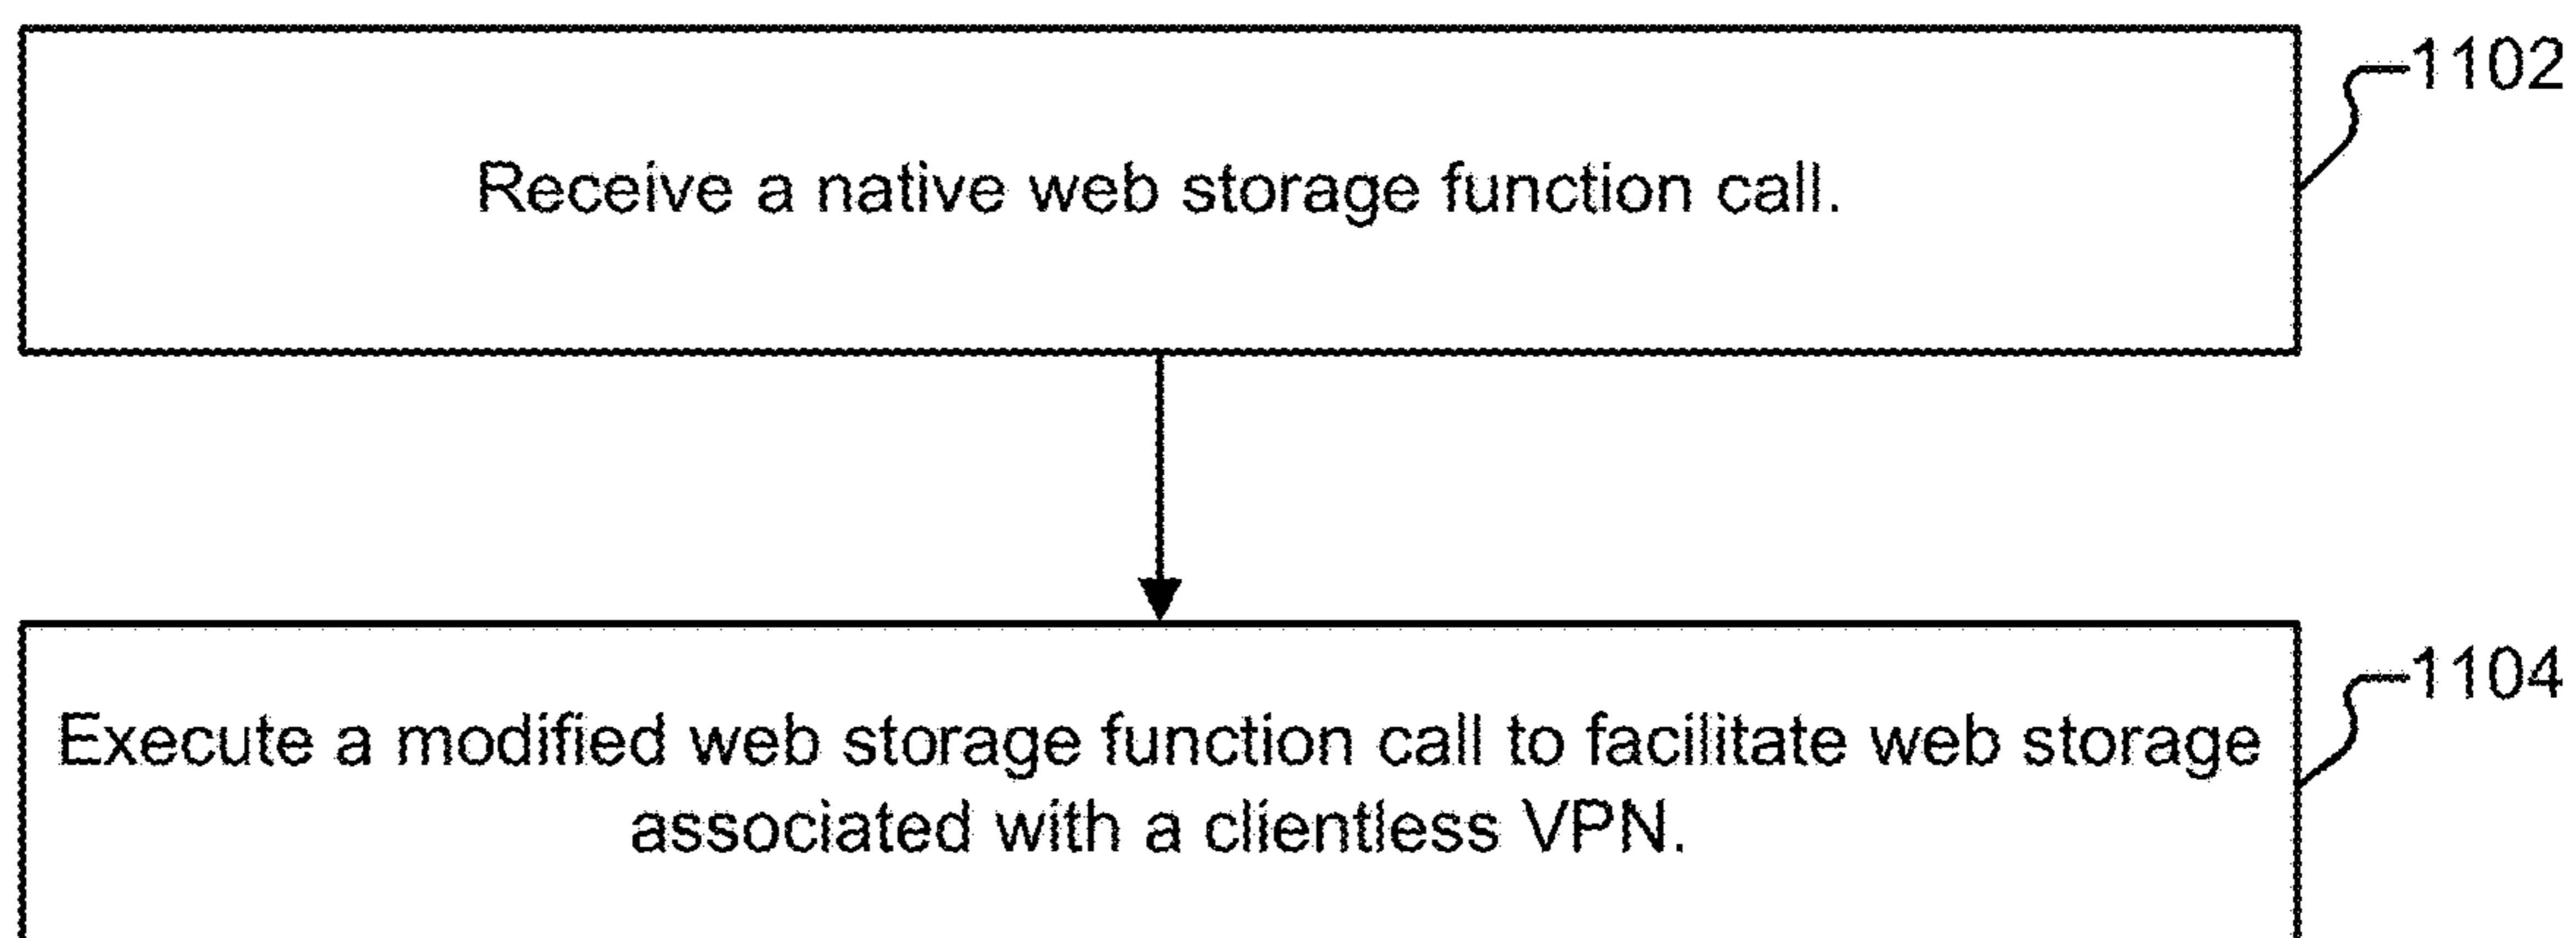 1102
Receive a native web storage function call.
1104
Execute a modified web storage function call to facilitate web storage
associated with a clientless VPN.